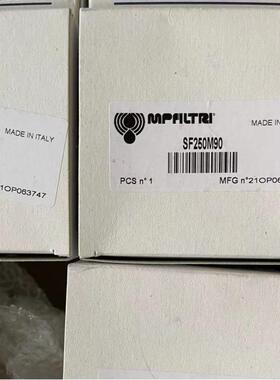 MADE IN ITALY
21OP063747
MPFILTRI®
MADE IN
SF250M90
PCS n° 1
MFG n°21OP06